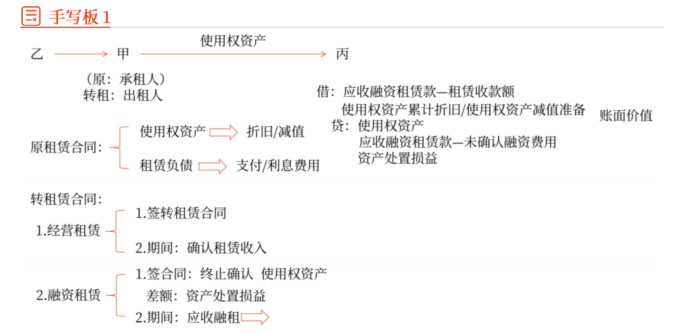 手写板 1
使用权资产
乙 甲 丙
（原：承租人）
转租：出租人
借：应收融资租赁款—租赁收款额
使用权资产累计折旧/使用权资产减值准备
账面价值
贷：使用权资产
应收融资租赁款—未确认融资费用
资产处置损益
原租赁合同：
使用权资产 折旧/减值
租赁负债 支付/利息费用
转租赁合同：
1.经营租赁
1.签转租赁合同
2.期间：确认租赁收入
2.融资租赁
1.签合同：终止确认 使用权资产
差额：资产处置损益
2.期间：应收融租